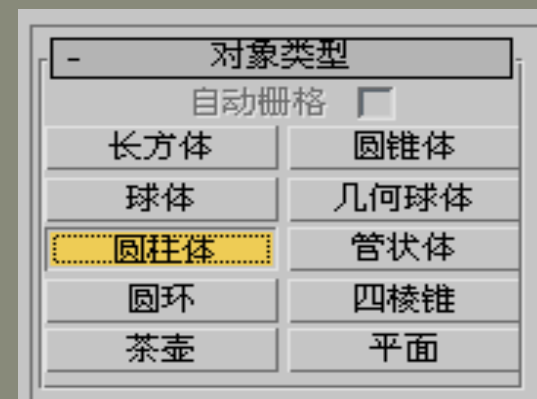 - 对象类型
自动栅格
长方体 圆锥体
球体 几何球体
圆柱体 管状体
圆环 四棱锥
茶壶 平面